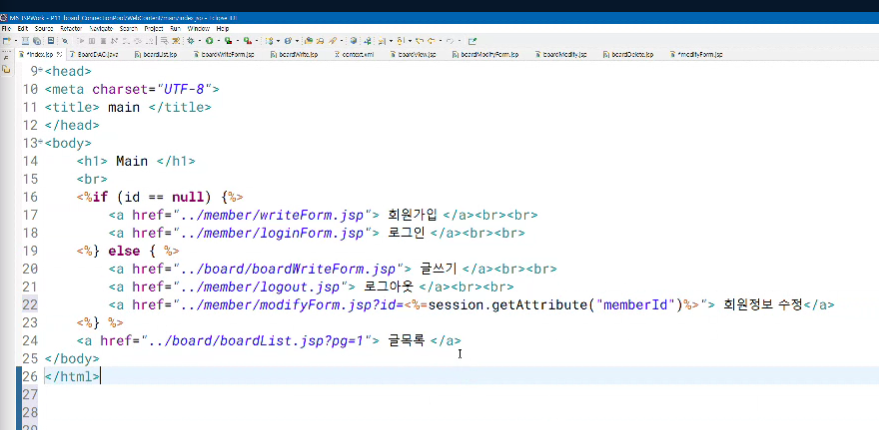 M6_JSPWork - P11_board_ConnectionPool/WebContent/main/index.jsp - Eclipse IDE
File Edit Source Refactor Navigate Search Project Run Window Help
*index.jsp BoardDAO.java boardList.jsp boardWriteForm.jsp boardWrite.jsp context.xml boardView.jsp boardModifyForm.jsp boardModify.jsp boardDelete.jsp *modifyForm.jsp
9 <head>
10 <meta charset="UTF-8">
11 <title> main </title>
12 </head>
13 <body>
14 <h1> Main </h1>
15 <br>
16 <%if (id == null) {%>
17 <a href="../member/writeForm.jsp"> 회원가입 </a><br><br>
18 <a href="../member/loginForm.jsp"> 로그인 </a><br><br>
19 <%} else { %>
20 <a href="../board/boardWriteForm.jsp"> 글쓰기 </a><br><br>
21 <a href="../member/logout.jsp"> 로그아웃 </a><br><br>
22 <a href="../member/modifyForm.jsp?id=<%=session.getAttribute("memberId")%>"> 회원정보 수정</a>
23 <%} %>
24 <a href="../board/boardList.jsp?pg=1"> 글목록 </a>
25 </body>
26 </html>
27
28
29